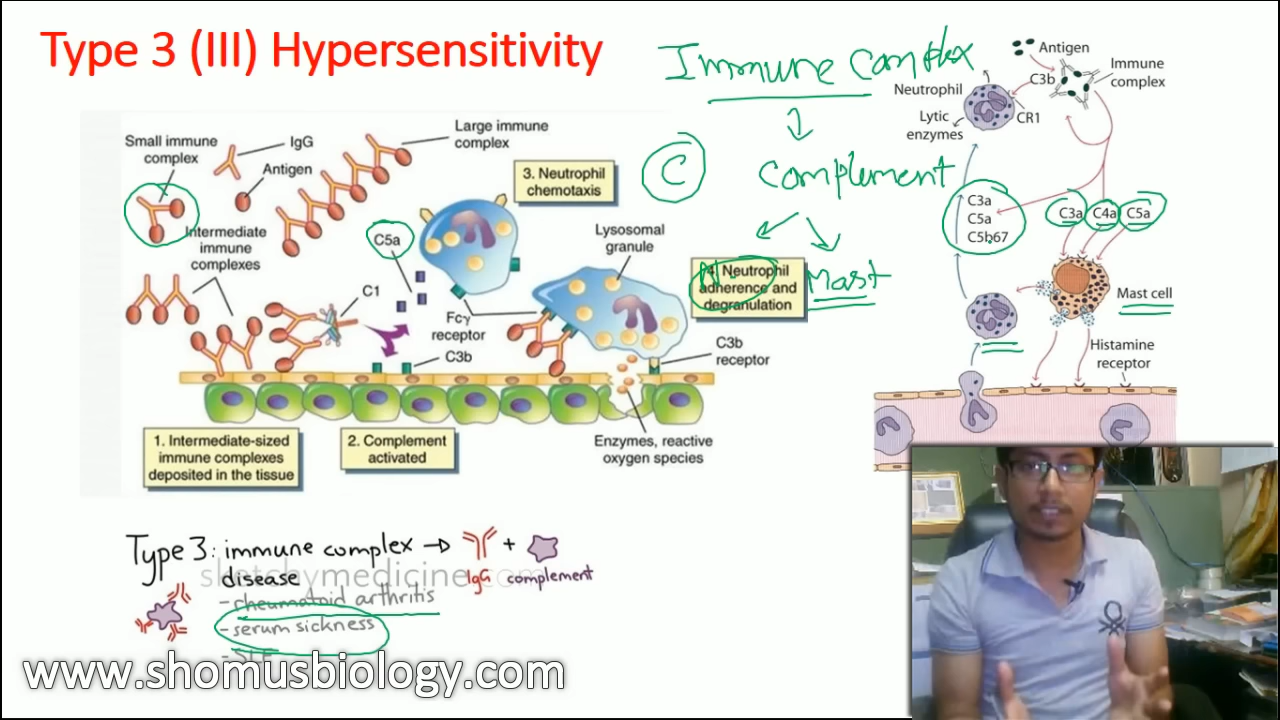 Type 3 (III) Hypersensitivity
Immune complex
C
Complement
N
Mast
Small immune
complex
IgG
Antigen
Large immune
complex
Intermediate
immune
complexes
C1
C5a
3. Neutrophil
chemotaxis
Fcγ
receptor
C3b
Lysosomal
granule
4. Neutrophil
adherence and
degranulation
C3b
receptor
Enzymes, reactive
oxygen species
1. Intermediate-sized
immune complexes
deposited in the tissue
2. Complement
activated
Antigen
Immune
complex
C3b
Neutrophil
CR1
Lytic
enzymes
C3a
C5a
C5b67
C3a C4a C5a
Mast cell
Histamine
receptor
Type 3: immune complex → + 
disease
IgG complement
sketchymedicine.com
- rheumatoid arthritis
- serum sickness
- SLE
www.shomusbiology.com